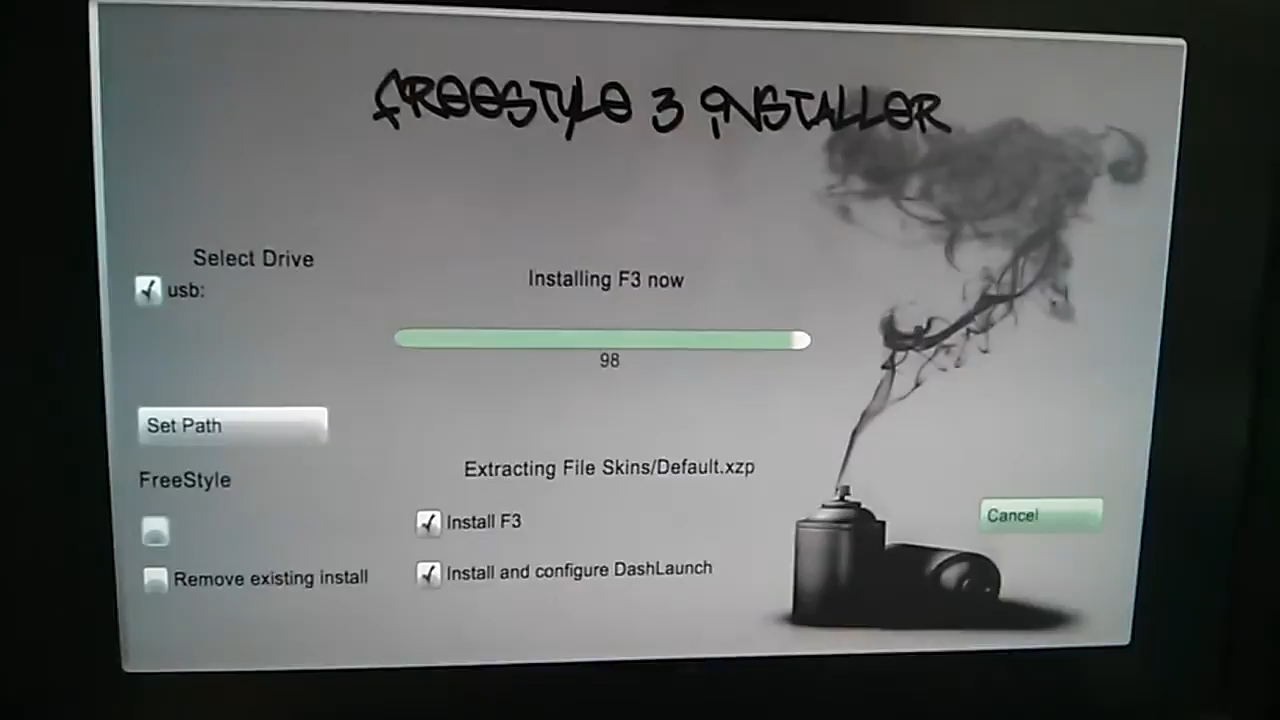 FREESTYLE 3 INSTALLER
Select Drive
usb:
Installing F3 now
98
Set Path
FreeStyle
Extracting File Skins/Default.xzp
Install F3
Cancel
Remove existing install
Install and configure DashLaunch